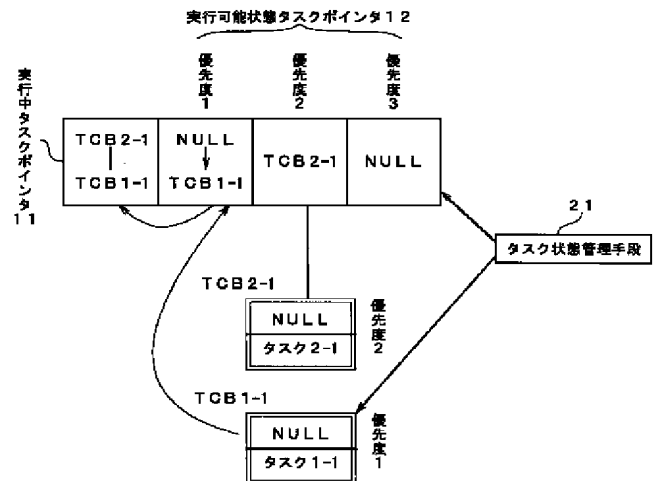 実行可能状態タスクポインタ12
優先度1
優先度2
優先度3
実行中タスクポインタ11
TCB2-1
TCB1-1
NULL
TCB1-1
TCB2-1
NULL
21
タスク状態管理手段
TCB2-1
NULL
タスク2-1
優先度2
TCB1-1
NULL
タスク1-1
優先度1